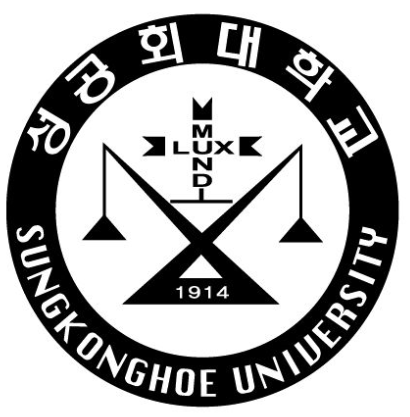 성공회대학교
LUX
MUNDI
1914
SUNGKONGHOE UNIVERSITY